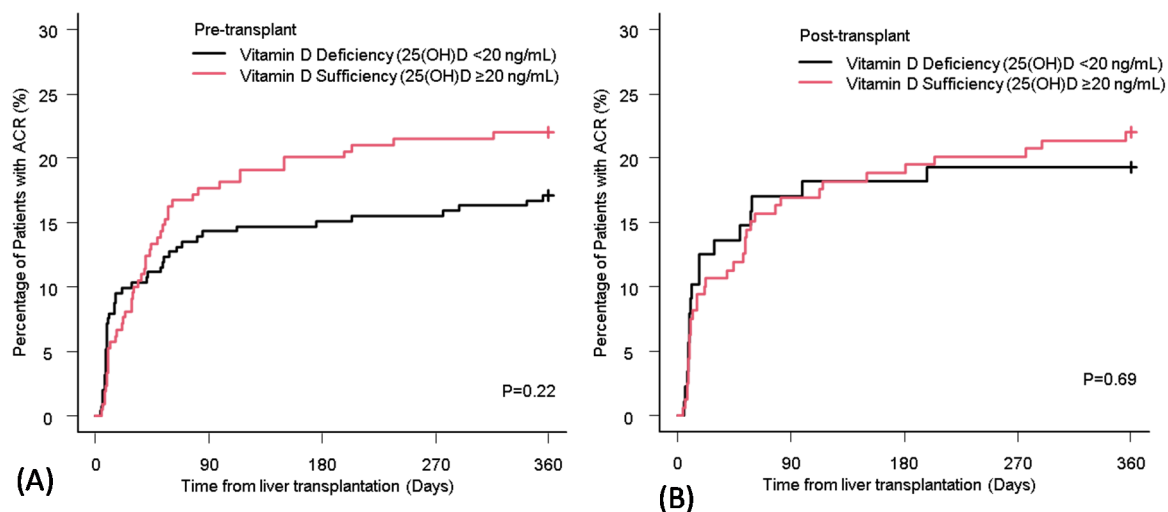 Pre-transplant
Vitamin D Deficiency (25(OH)D <20 ng/mL)
Vitamin D Sufficiency (25(OH)D ≥20 ng/mL)
Percentage of Patients with ACR (%)
30
25
20
15
10
5
0
P=0.22
0 90 180 270 360
Time from liver transplantation (Days)
(A)
Post-transplant
Vitamin D Deficiency (25(OH)D <20 ng/mL)
Vitamin D Sufficiency (25(OH)D ≥20 ng/mL)
Percentage of Patients with ACR (%)
30
25
20
15
10
5
0
P=0.69
0 90 180 270 360
Time from liver transplantation (Days)
(B)